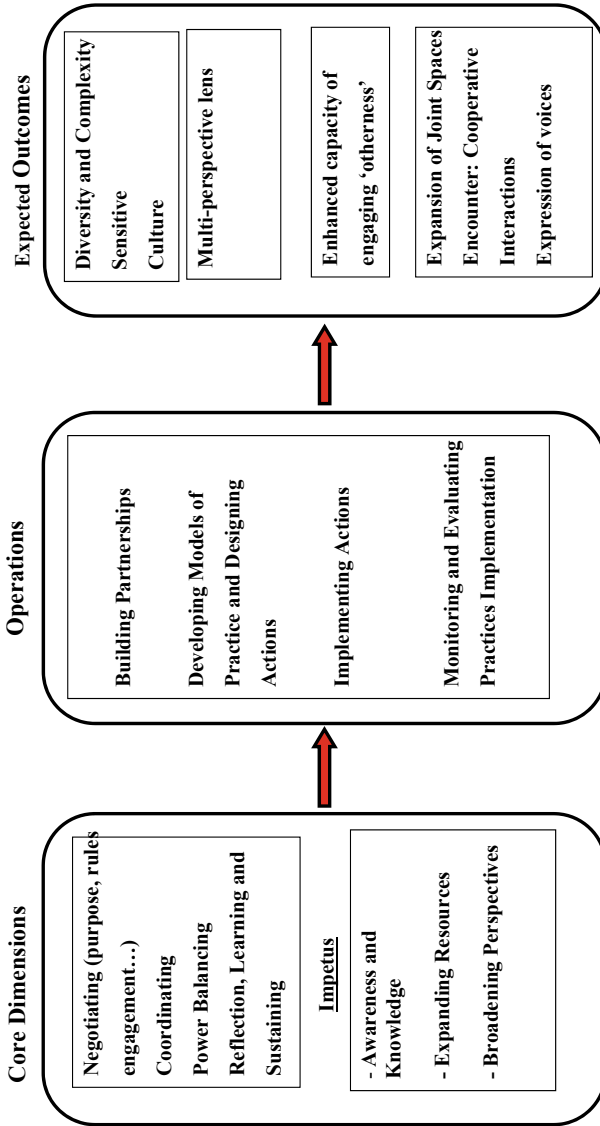 Core Dimensions
Negotiating (purpose, rules
engagement…)
Coordinating
Power Balancing
Reflection, Learning and
Sustaining
Impetus
- Awareness and
Knowledge
- Expanding Resources
- Broadening Perspectives
Operations
Building Partnerships
Developing Models of
Practice and Designing
Actions
Implementing Actions
Monitoring and Evaluating
Practices Implementation
Expected Outcomes
Diversity and Complexity
Sensitive
Culture
Multi-perspective lens
Enhanced capacity of
engaging ‘otherness’
Expansion of Joint Spaces
Encounter: Cooperative
Interactions
Expression of voices